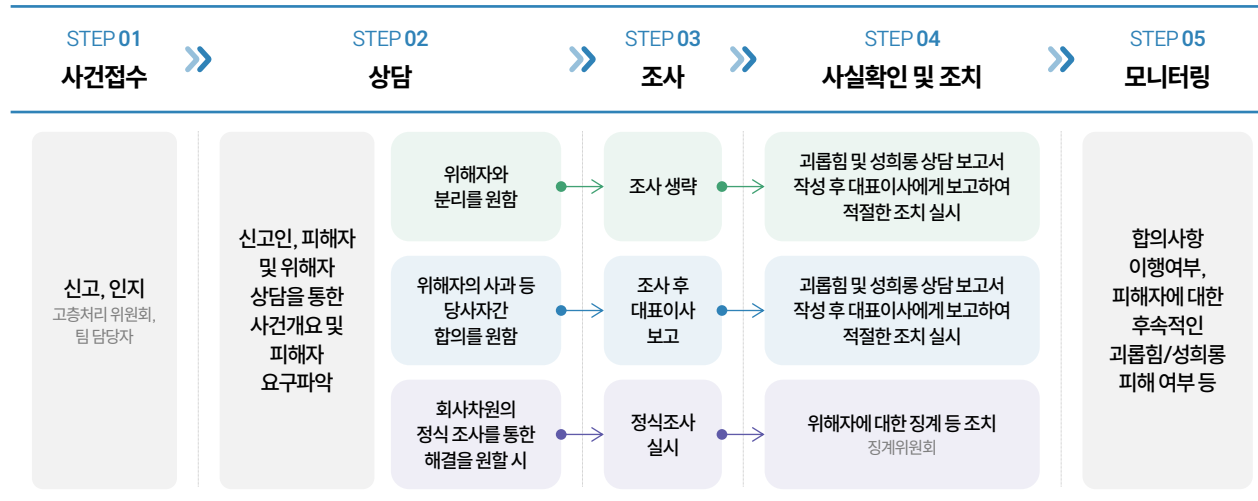 STEP 01
사건접수
STEP 02
상담
STEP 03
조사
STEP 04
사실확인 및 조치
STEP 05
모니터링
신고, 인지
고층처리 위원회,
팀 담당자
신고인, 피해자
및 위해자
상담을 통한
사건개요 및
피해자
요구파악
위해자와
분리를 원함
조사 생략
괴롭힘 및 성희롱 상담 보고서
작성 후 대표이사에게 보고하여
적절한 조치 실시
위해자의 사과 등
당사자간
합의를 원함
조사 후
대표이사
보고
괴롭힘 및 성희롱 상담 보고서
작성 후 대표이사에게 보고하여
적절한 조치 실시
회사차원의
정식 조사를 통한
해결을 원할 시
정식조사
실시
위해자에 대한 징계 등 조치
징계위원회
합의사항
이행여부,
피해자에 대한
후속적인
괴롭힘/성희롱
피해 여부 등